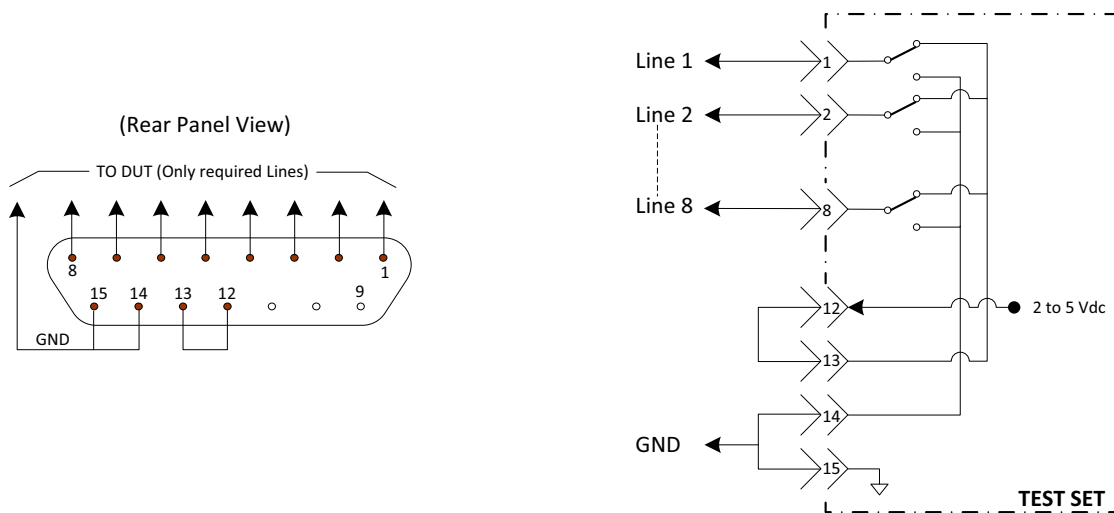 (Rear Panel View)
TO DUT (Only required Lines)
8
1
15
14
13
12
9
GND
Line 1
1
Line 2
2
Line 8
8
12
2 to 5 Vdc
13
14
GND
15
TEST SET